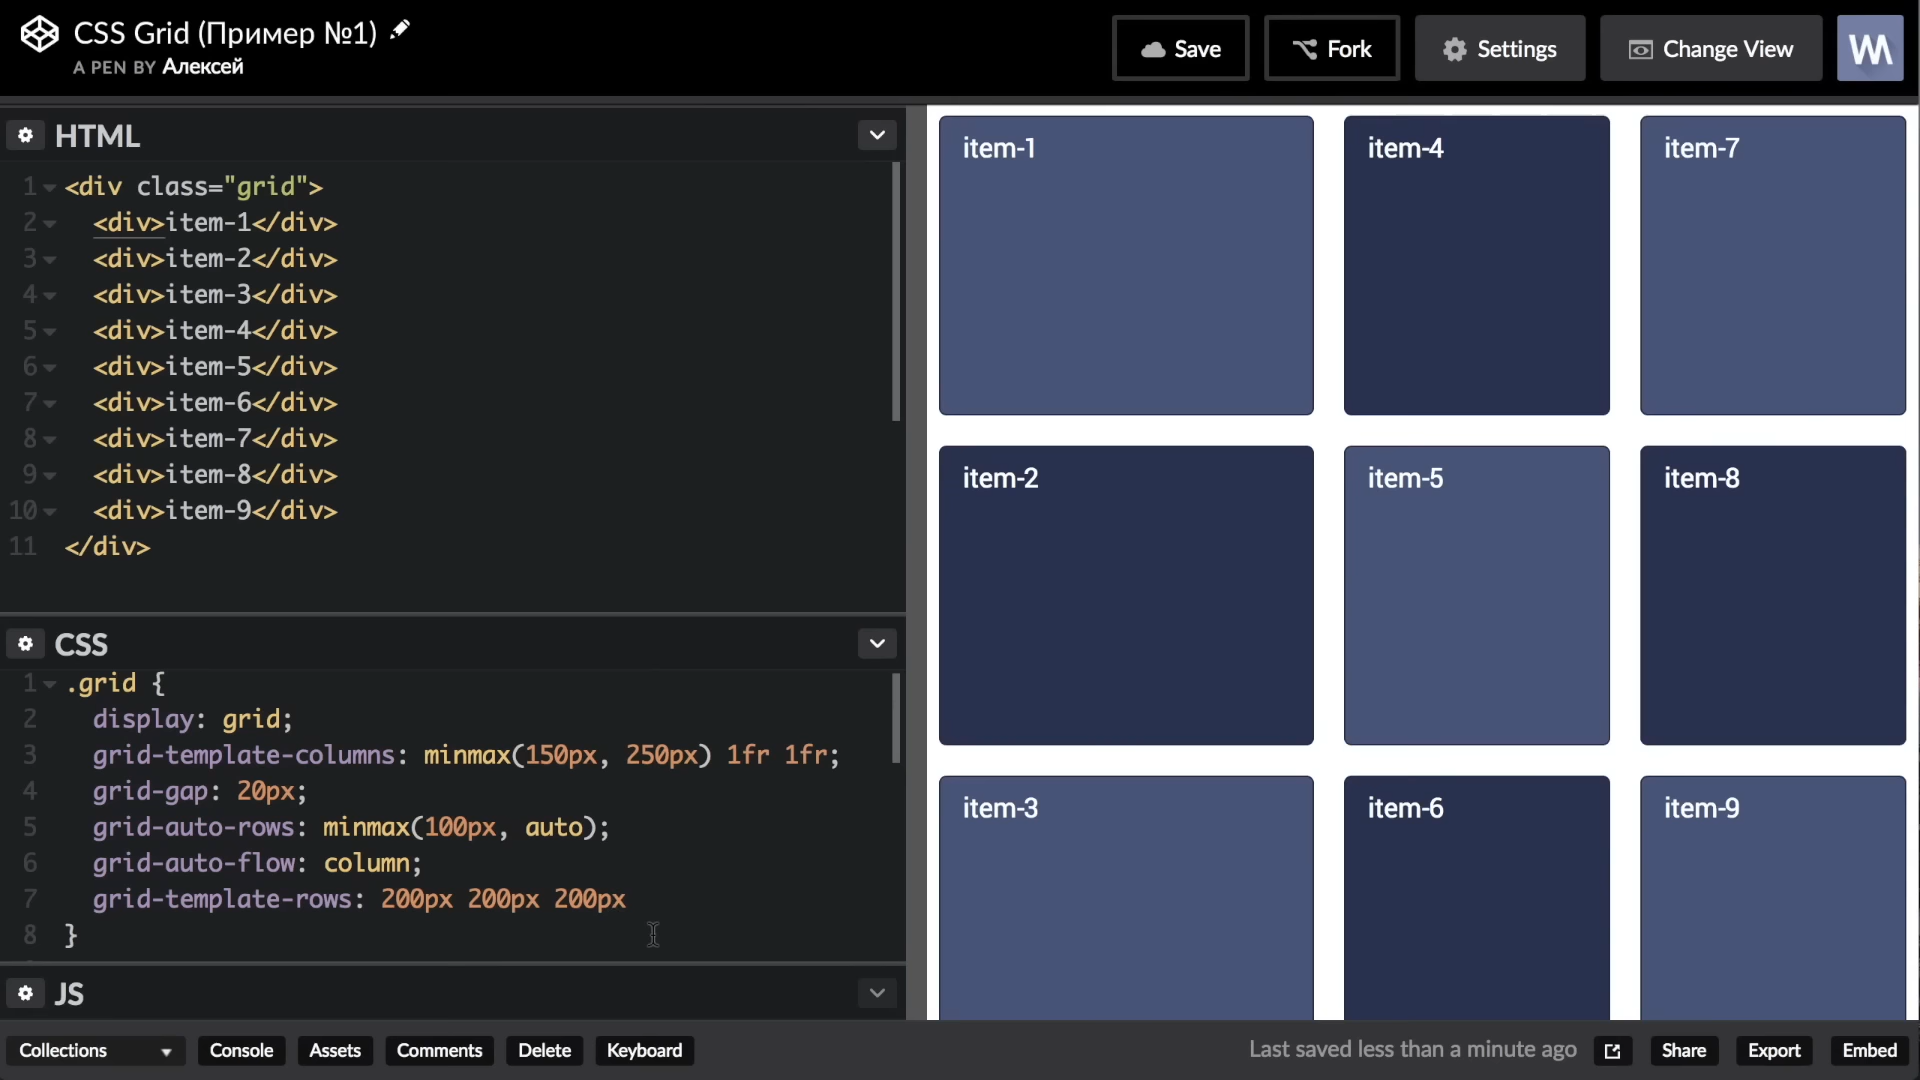 CSS Grid (Пример №1)
A PEN BY Алексей
Save
Fork
Settings
Change View
HTML
1 <div class="grid">
2 <div>item-1</div>
3 <div>item-2</div>
4 <div>item-3</div>
5 <div>item-4</div>
6 <div>item-5</div>
7 <div>item-6</div>
8 <div>item-7</div>
9 <div>item-8</div>
10 <div>item-9</div>
11 </div>
CSS
1 .grid {
2 display: grid;
3 grid-template-columns: minmax(150px, 250px) 1fr 1fr;
4 grid-gap: 20px;
5 grid-auto-rows: minmax(100px, auto);
6 grid-auto-flow: column;
7 grid-template-rows: 200px 200px 200px
8 }
JS
item-1
item-4
item-7
item-2
item-5
item-8
item-3
item-6
item-9
Collections
Console
Assets
Comments
Delete
Keyboard
Last saved less than a minute ago
Share
Export
Embed